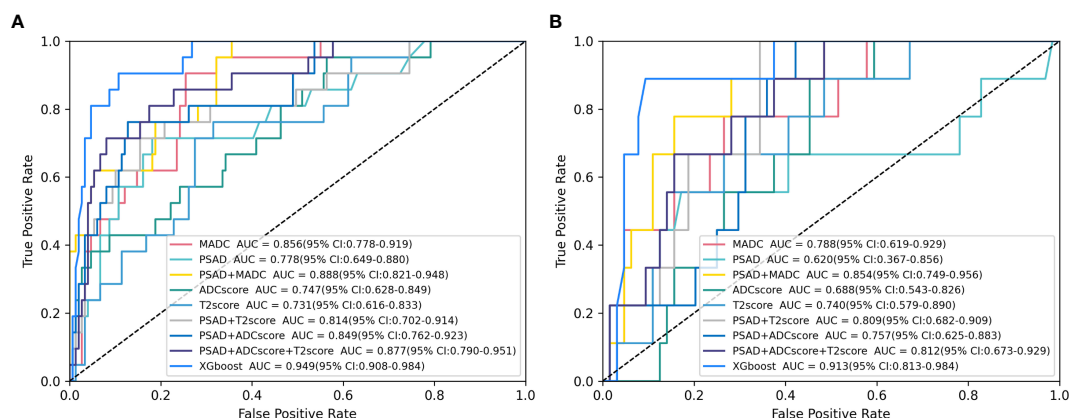 A
1.0
0.8
0.6
0.4
0.2
0.0
True Positive Rate
MADC AUC = 0.856(95% CI:0.778-0.919)
PSAD AUC = 0.778(95% CI:0.649-0.880)
PSAD+MADC AUC = 0.888(95% CI:0.821-0.948)
ADCscore AUC = 0.747(95% CI:0.628-0.849)
T2score AUC = 0.731(95% CI:0.616-0.833)
PSAD+T2score AUC = 0.814(95% CI:0.702-0.914)
PSAD+ADCscore AUC = 0.849(95% CI:0.762-0.923)
PSAD+ADCscore+T2score AUC = 0.877(95% CI:0.790-0.951)
XGboost AUC = 0.949(95% CI:0.908-0.984)
0.0 0.2 0.4 0.6 0.8 1.0
False Positive Rate
B
1.0
0.8
0.6
0.4
0.2
0.0
True Positive Rate
MADC AUC = 0.788(95% CI:0.619-0.929)
PSAD AUC = 0.620(95% CI:0.367-0.856)
PSAD+MADC AUC = 0.854(95% CI:0.749-0.956)
ADCscore AUC = 0.688(95% CI:0.543-0.826)
T2score AUC = 0.740(95% CI:0.579-0.890)
PSAD+T2score AUC = 0.809(95% CI:0.682-0.909)
PSAD+ADCscore AUC = 0.757(95% CI:0.625-0.883)
PSAD+ADCscore+T2score AUC = 0.812(95% CI:0.673-0.929)
XGboost AUC = 0.913(95% CI:0.813-0.984)
0.0 0.2 0.4 0.6 0.8 1.0
False Positive Rate